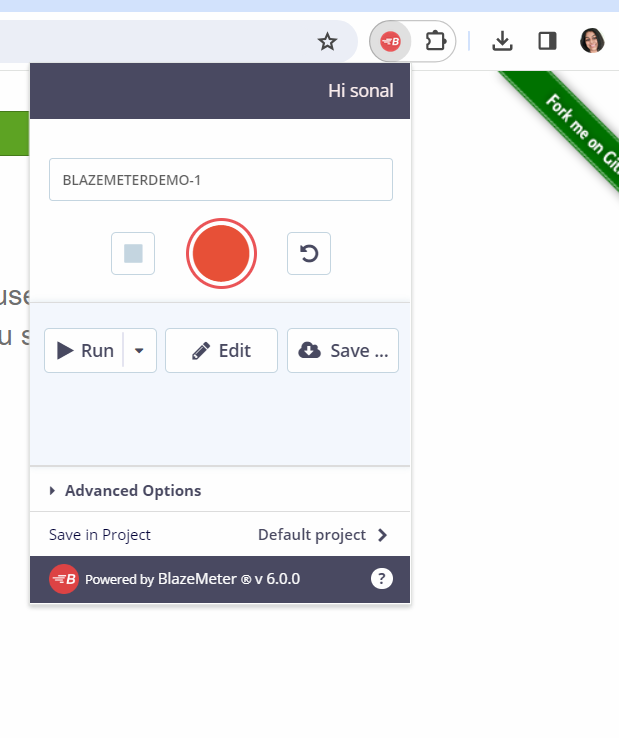 B
Hi sonal
Fork me on Git
BLAZEMETERDEMO-1
use
u s
Run
Edit
Save ...
Advanced Options
Save in Project
Default project
B Powered by BlazeMeter ® v 6.0.0
?